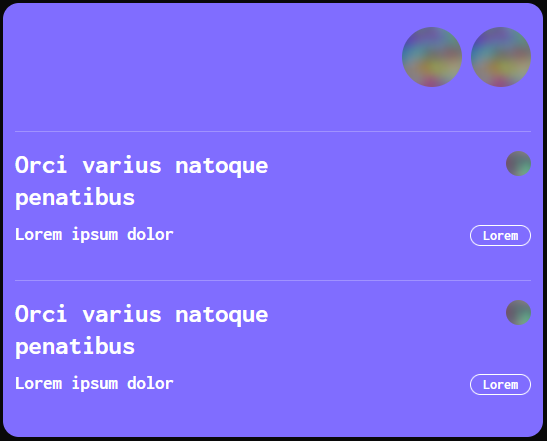 Orci varius natoque
penatibus
Lorem ipsum dolor
Lorem
Orci varius natoque
penatibus
Lorem ipsum dolor
Lorem